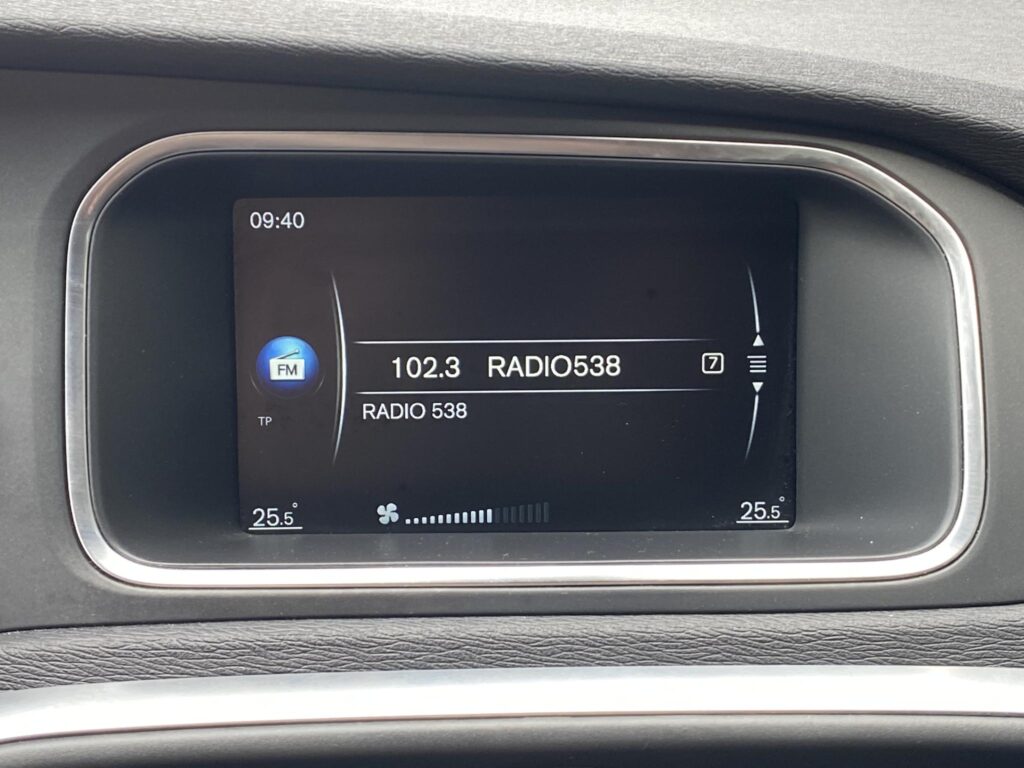 09:40
FM
102.3 RADIO538 7
TP
RADIO 538
25.5° 25.5°